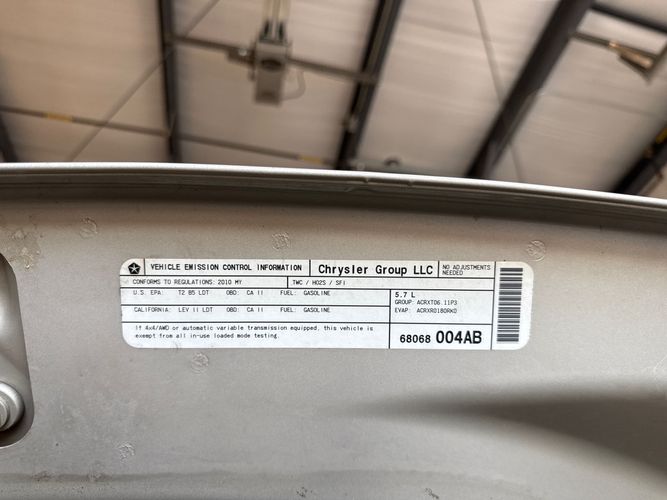 VEHICLE EMISSION CONTROL INFORMATION Chrysler Group LLC NO ADJUSTMENTS NEEDED
CONFORMS TO REGULATIONS: 2010 MY TWC / HO2S / SFI
U.S. EPA: T2 B5 LDT OBD: CA II FUEL: GASOLINE 5.7 L
GROUP: ACRXT06.11P3
CALIFORNIA: LEV II LDT OBD: CA II FUEL: GASOLINE EVAP: ACRXR0180RK0
If 4x4/AWD or automatic variable transmission equipped, this vehicle is
exempt from all in-use loaded mode testing.
68068 004AB